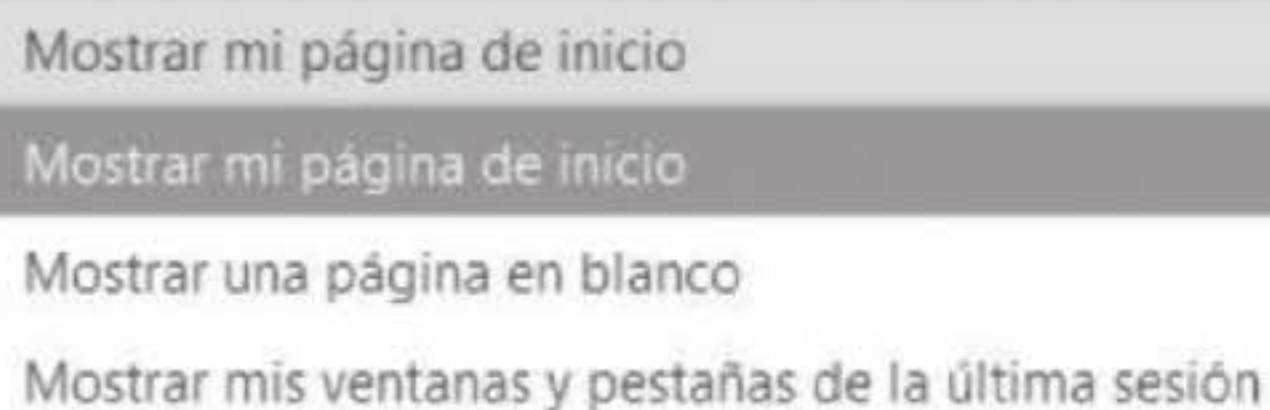 Mostrar mi página de inicio
Mostrar mi página de inicio
Mostrar una página en blanco
Mostrar mis ventanas y pestañas de la última sesión